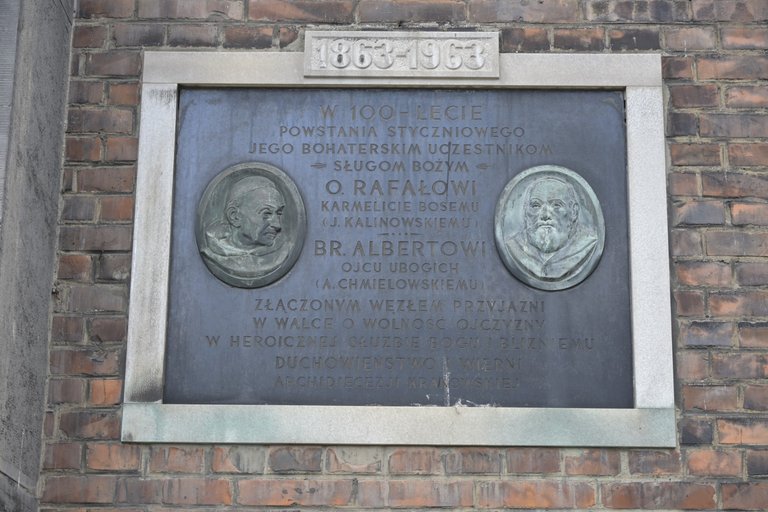 1863-1963
W 100-LECIE
POWSTANIA STYCZNIOWEGO
JEGO BOHATERSKIM UCZESTNIKOM
SŁUGOM BOŻYM
O. RAFAŁOWI
KARMELICIE BOSEMU
(J. KALINOWSKIEMU)
BR. ALBERTOWI
OJCU UBOGICH
(A. CHMIELOWSKIEMU)
ZŁĄCZONYM WĘZŁEM PRZYJAŹNI
W WALCE O WOLNOŚĆ OJCZYZNY
W HEROICZNEJ SŁUŻBIE BOGU I BLIŹNIEMU
DUCHOWIEŃSTWO I WIERNI
ARCHIDIECEZJI KRAKOWSKIEJ